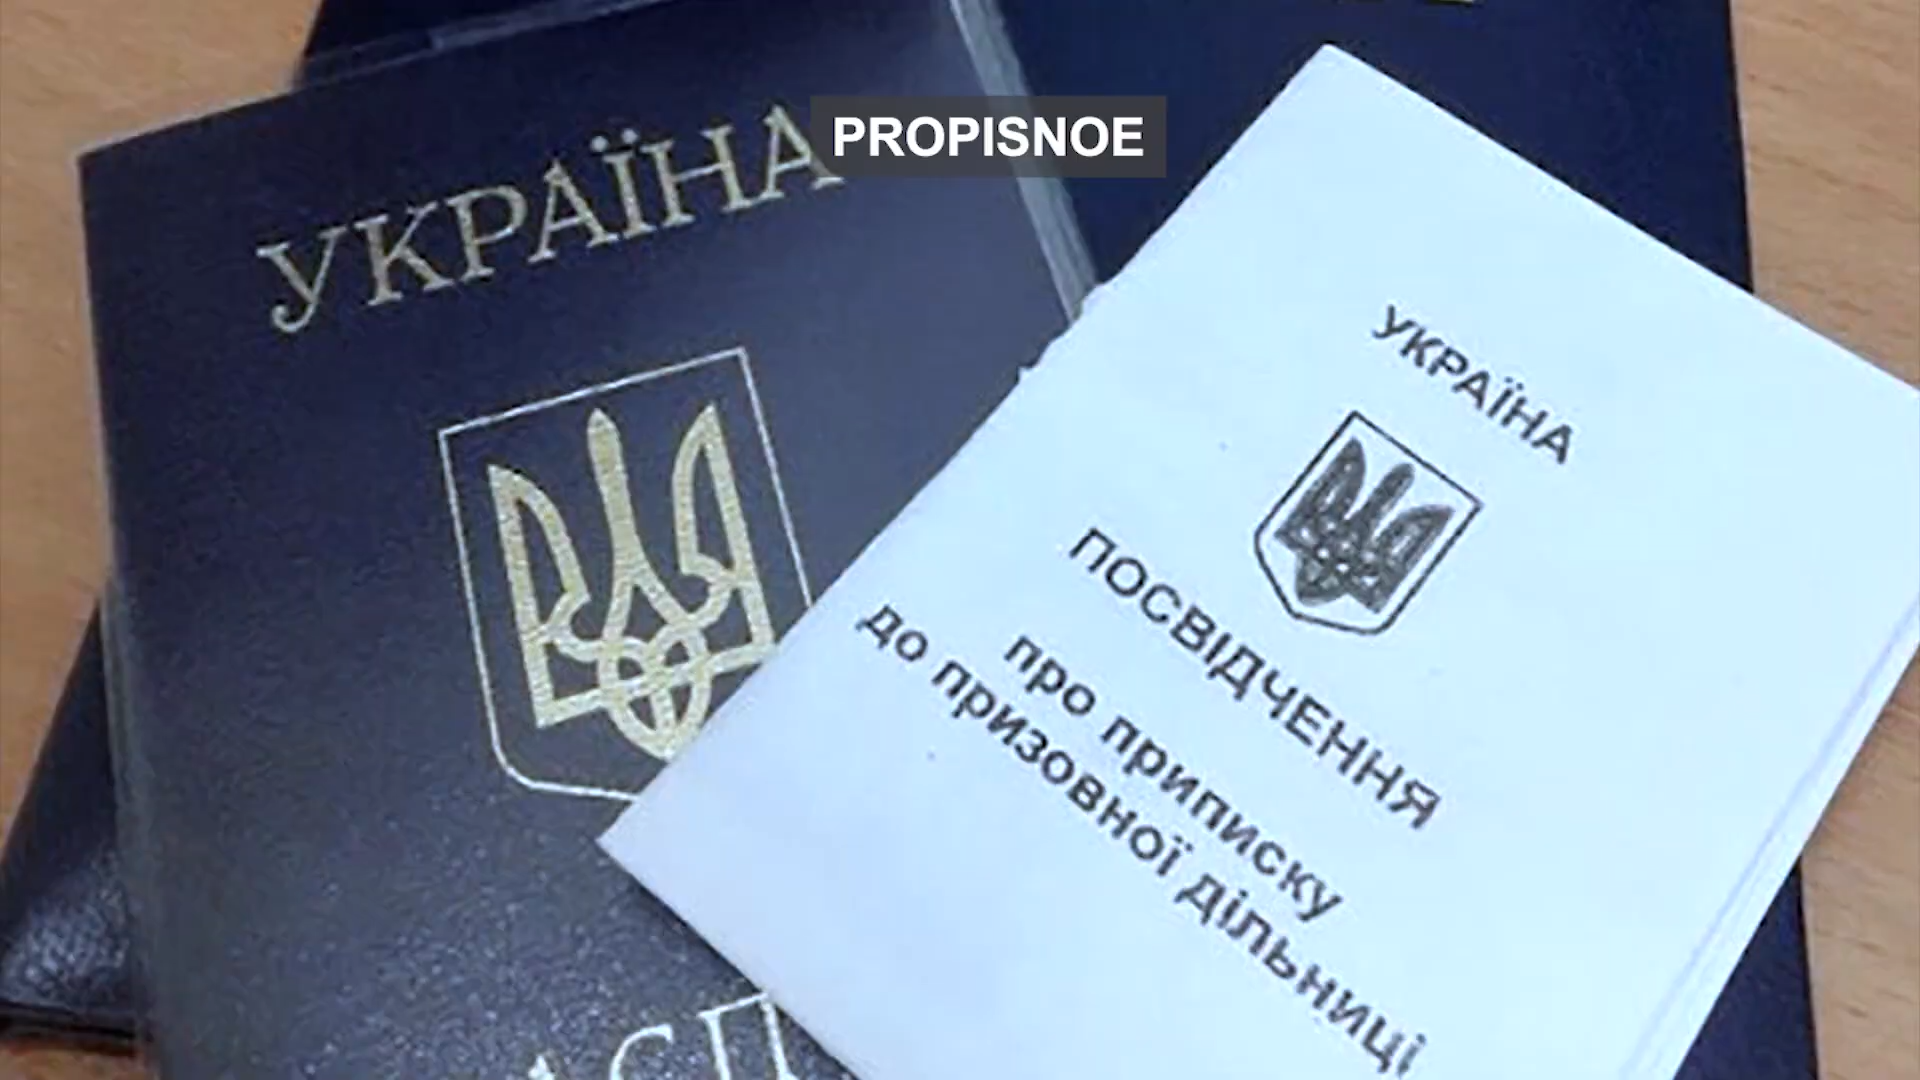 PROPISNOE
УКРАЇНА
УКРАЇНА
ПОСВІДЧЕННЯ
про приписку
до призовної дільниці